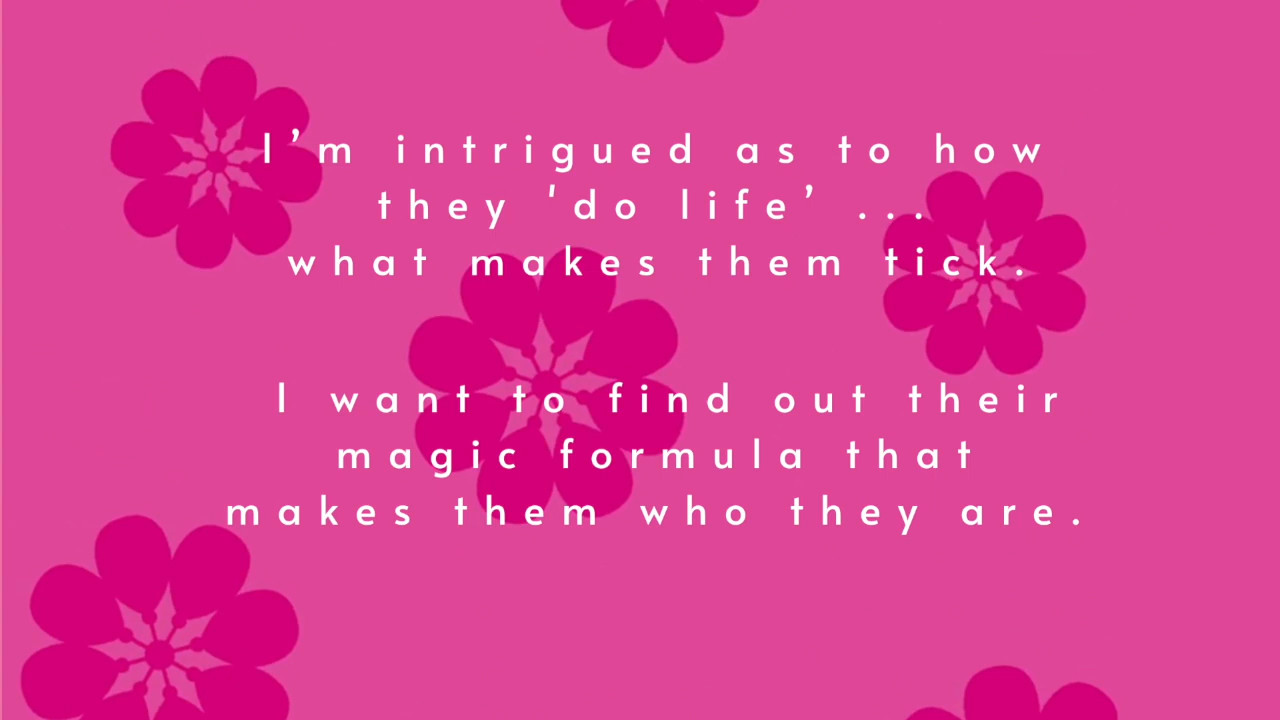 I’m intrigued as to how
they 'do life’ ...
what makes them tick.
I want to find out their
magic formula that
makes them who they are.